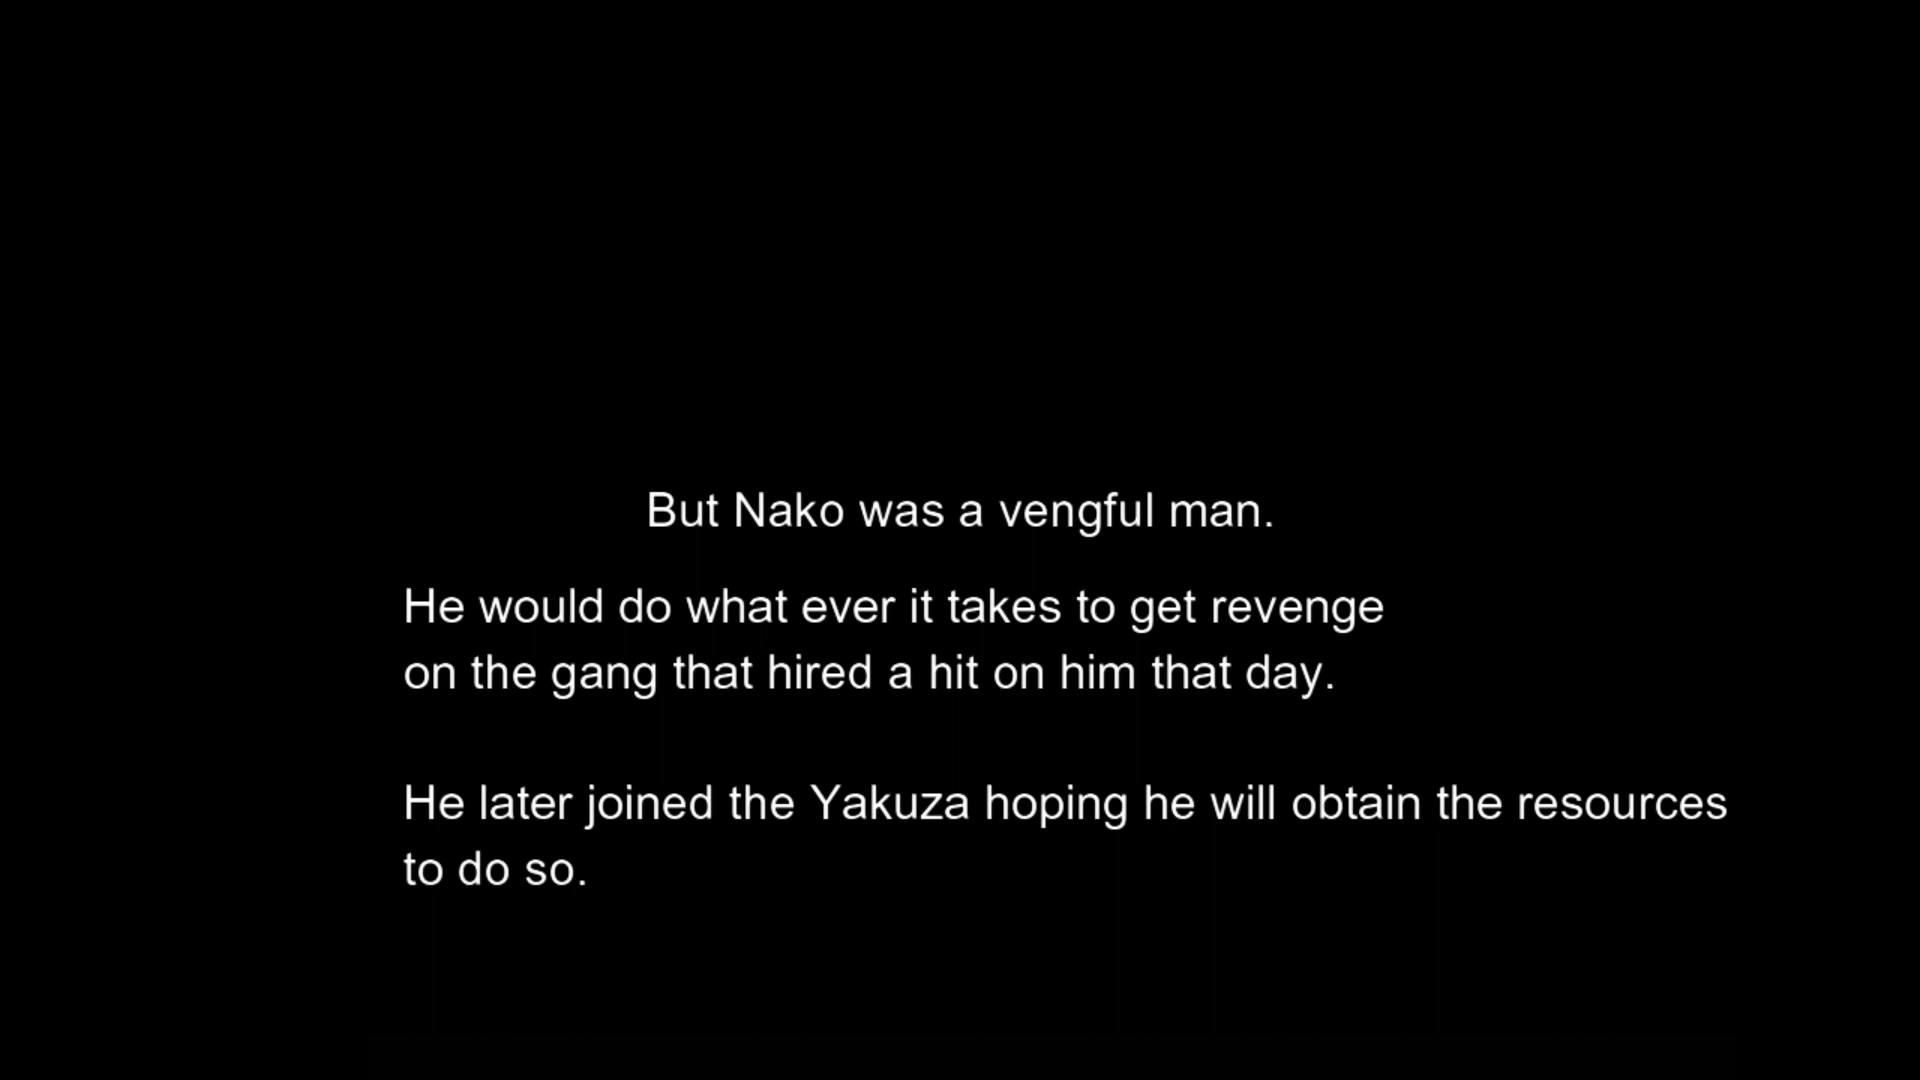 But Nako was a vengful man.
He would do what ever it takes to get revenge
on the gang that hired a hit on him that day.
He later joined the Yakuza hoping he will obtain the resources
to do so.